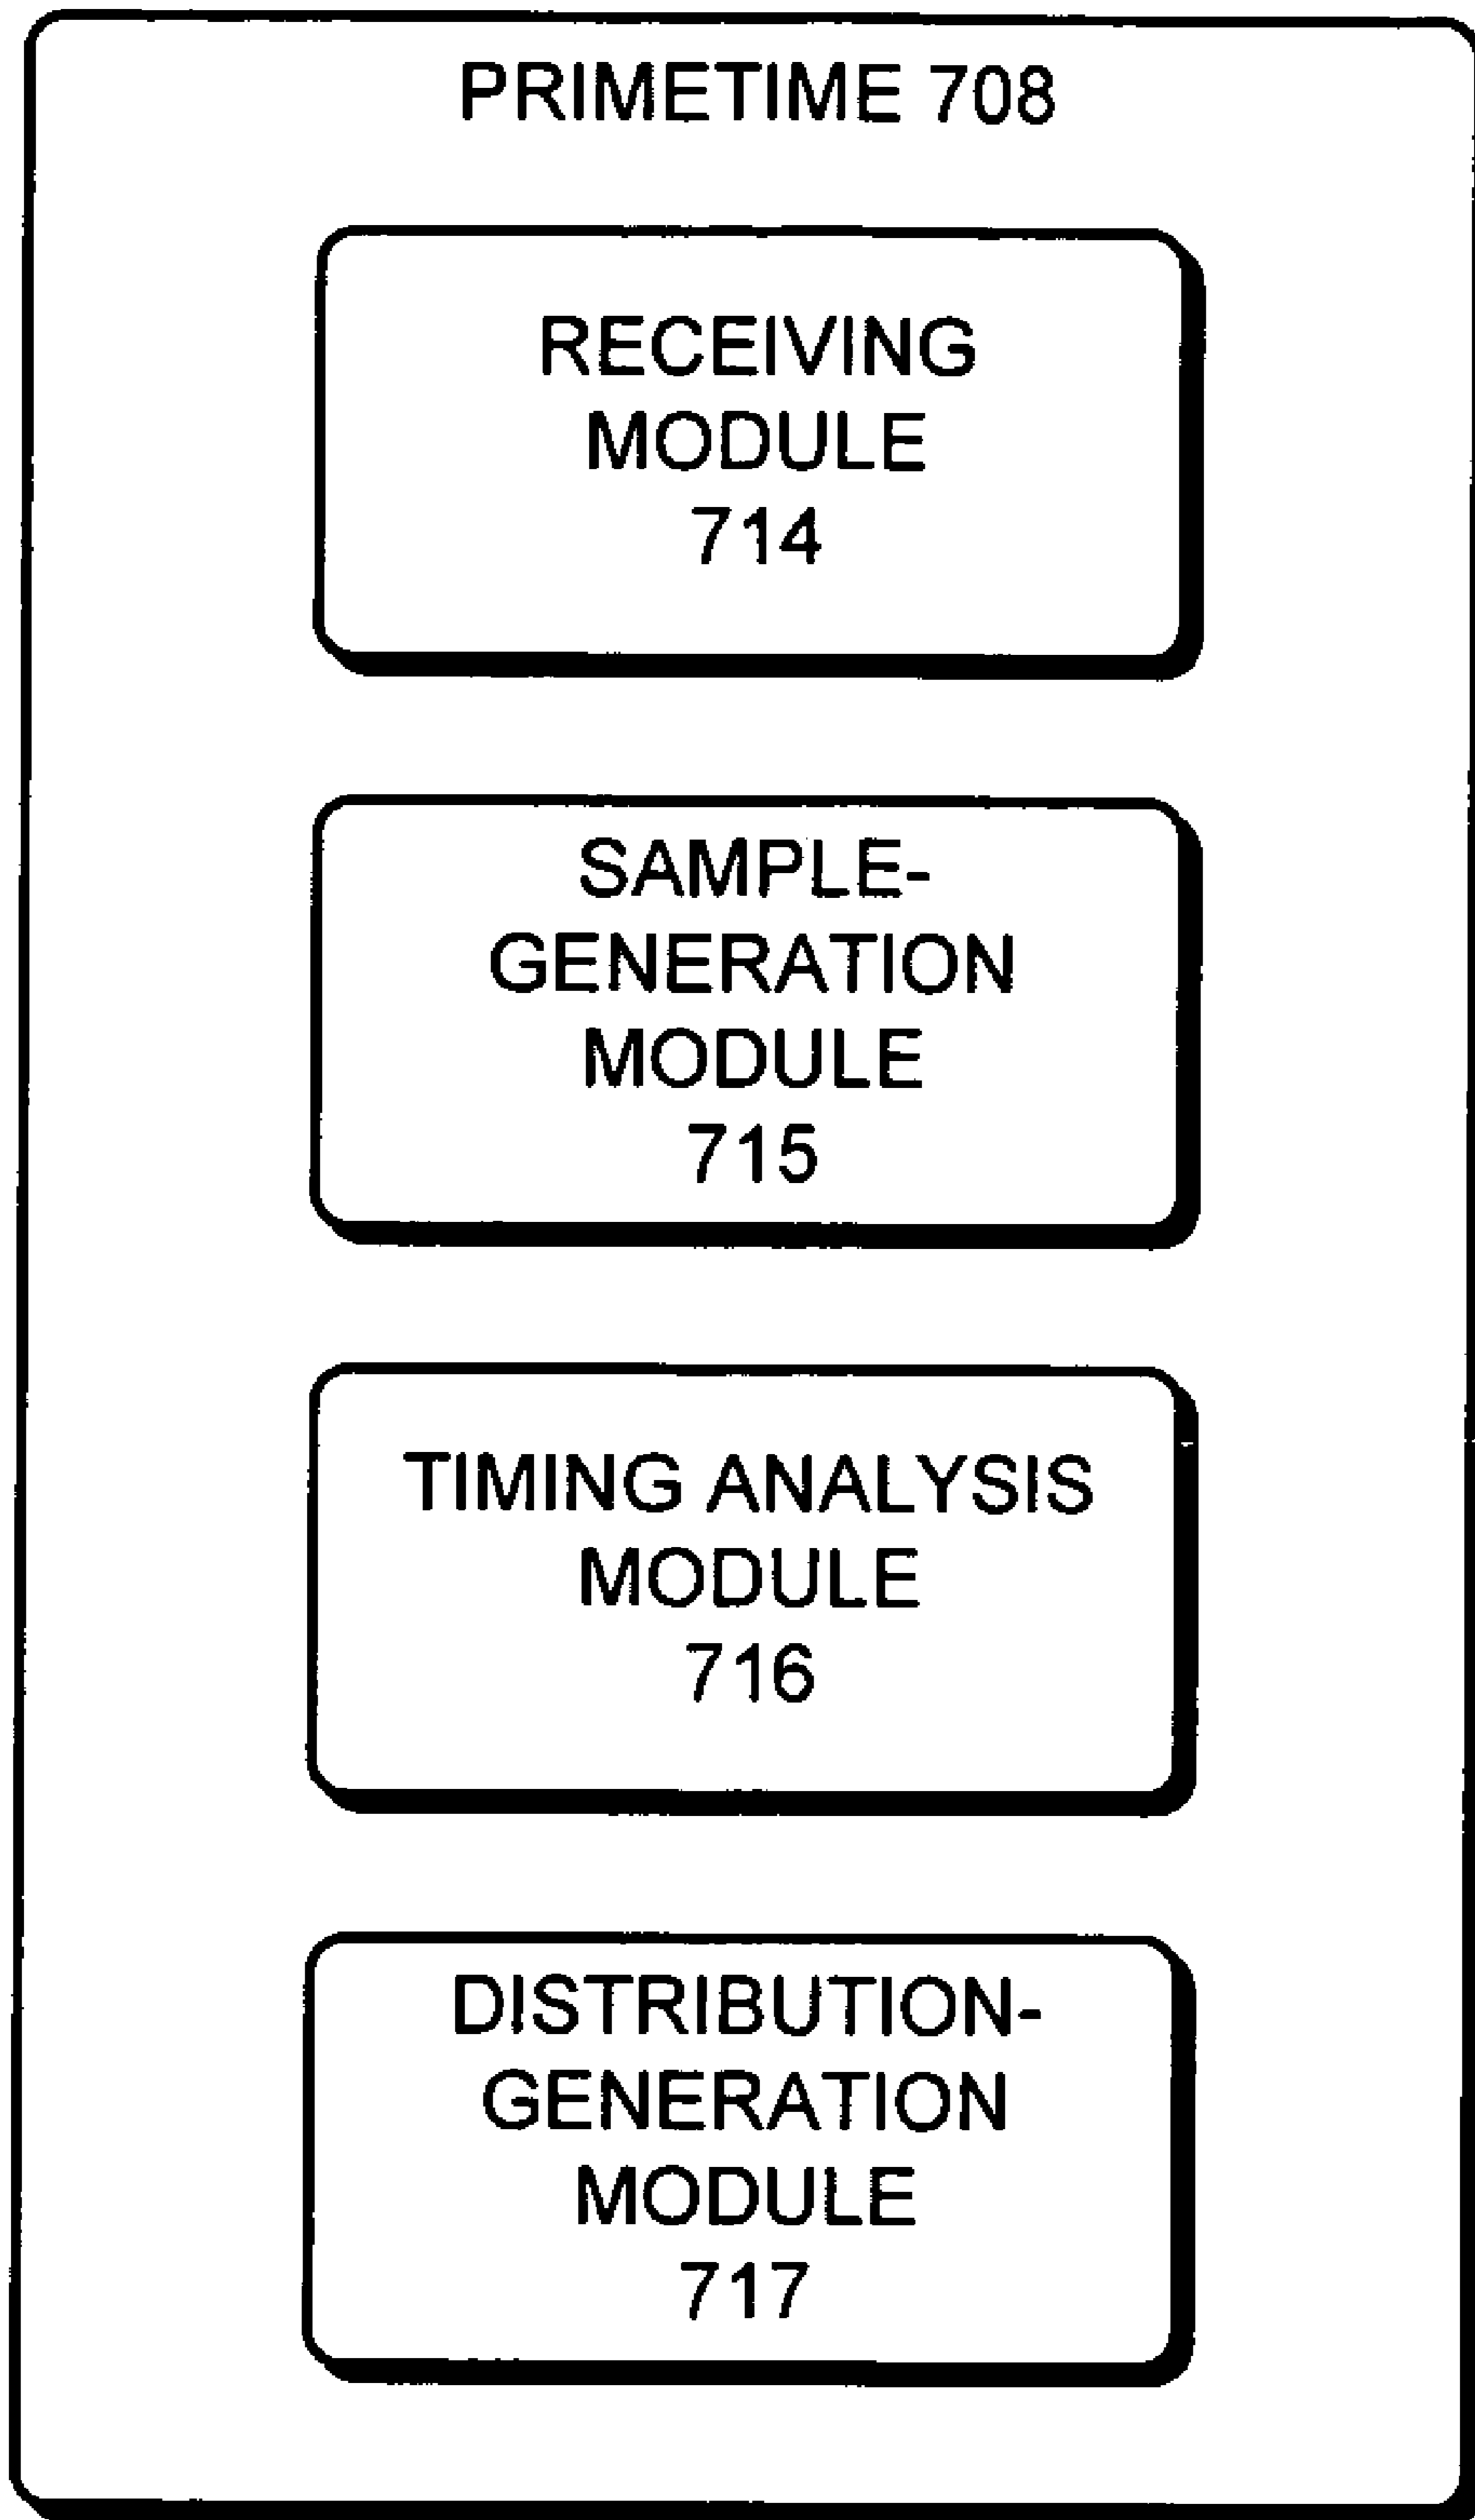 PRIMETIME 708
RECEIVING
MODULE
714
SAMPLE-
GENERATION
MODULE
715
TIMING ANALYSIS
MODULE
716
DISTRIBUTION-
GENERATION
MODULE
717